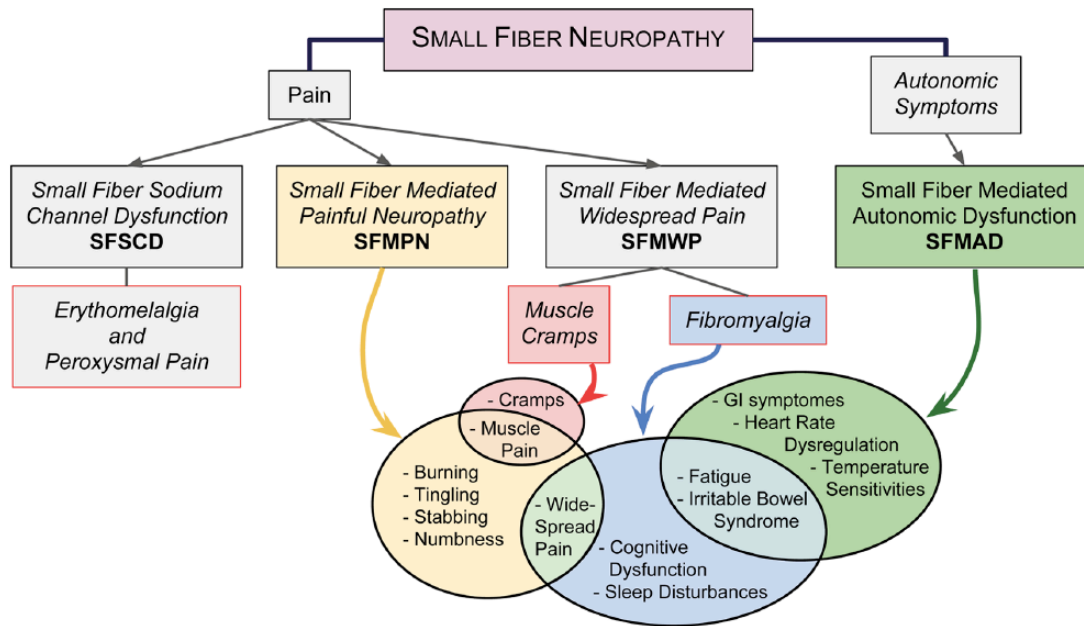 SMALL FIBER NEUROPATHY
Pain
Autonomic
Symptoms
Small Fiber Sodium
Channel Dysfunction
SFSCD
Small Fiber Mediated
Painful Neuropathy
SFMPN
Small Fiber Mediated
Widespread Pain
SFMWP
Small Fiber Mediated
Autonomic Dysfunction
SFMAD
Erythomelalgia
and
Peroxysmal Pain
Muscle
Cramps
Fibromyalgia
- Cramps
- Muscle
Pain
- Burning
- Tingling
- Stabbing
- Numbness
- Wide-
Spread
Pain
- Cognitive
Dysfunction
- Sleep Disturbances
- Fatigue
- Irritable Bowel
Syndrome
- GI symptomes
- Heart Rate
Dysregulation
- Temperature
Sensitivities